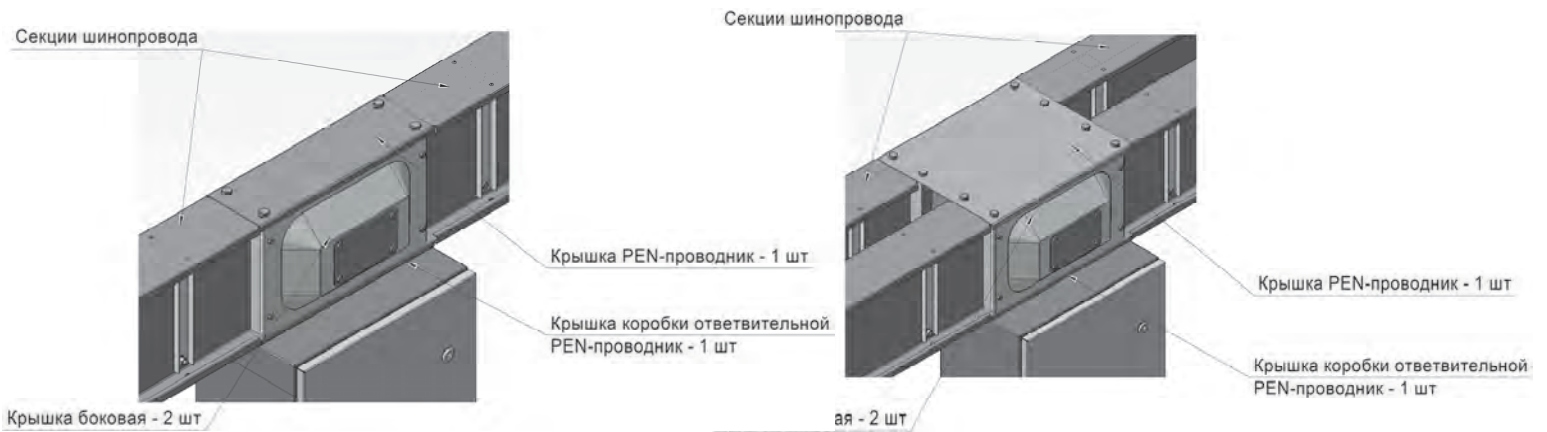 Секции шинопровода
Крышка PEN-проводник - 1 шт
Крышка коробки ответвительной
PEN-проводник - 1 шт
Крышка боковая - 2 шт
Секции шинопровода
Крышка PEN-проводник - 1 шт
Крышка коробки ответвительной
PEN-проводник - 1 шт
ая - 2 шт